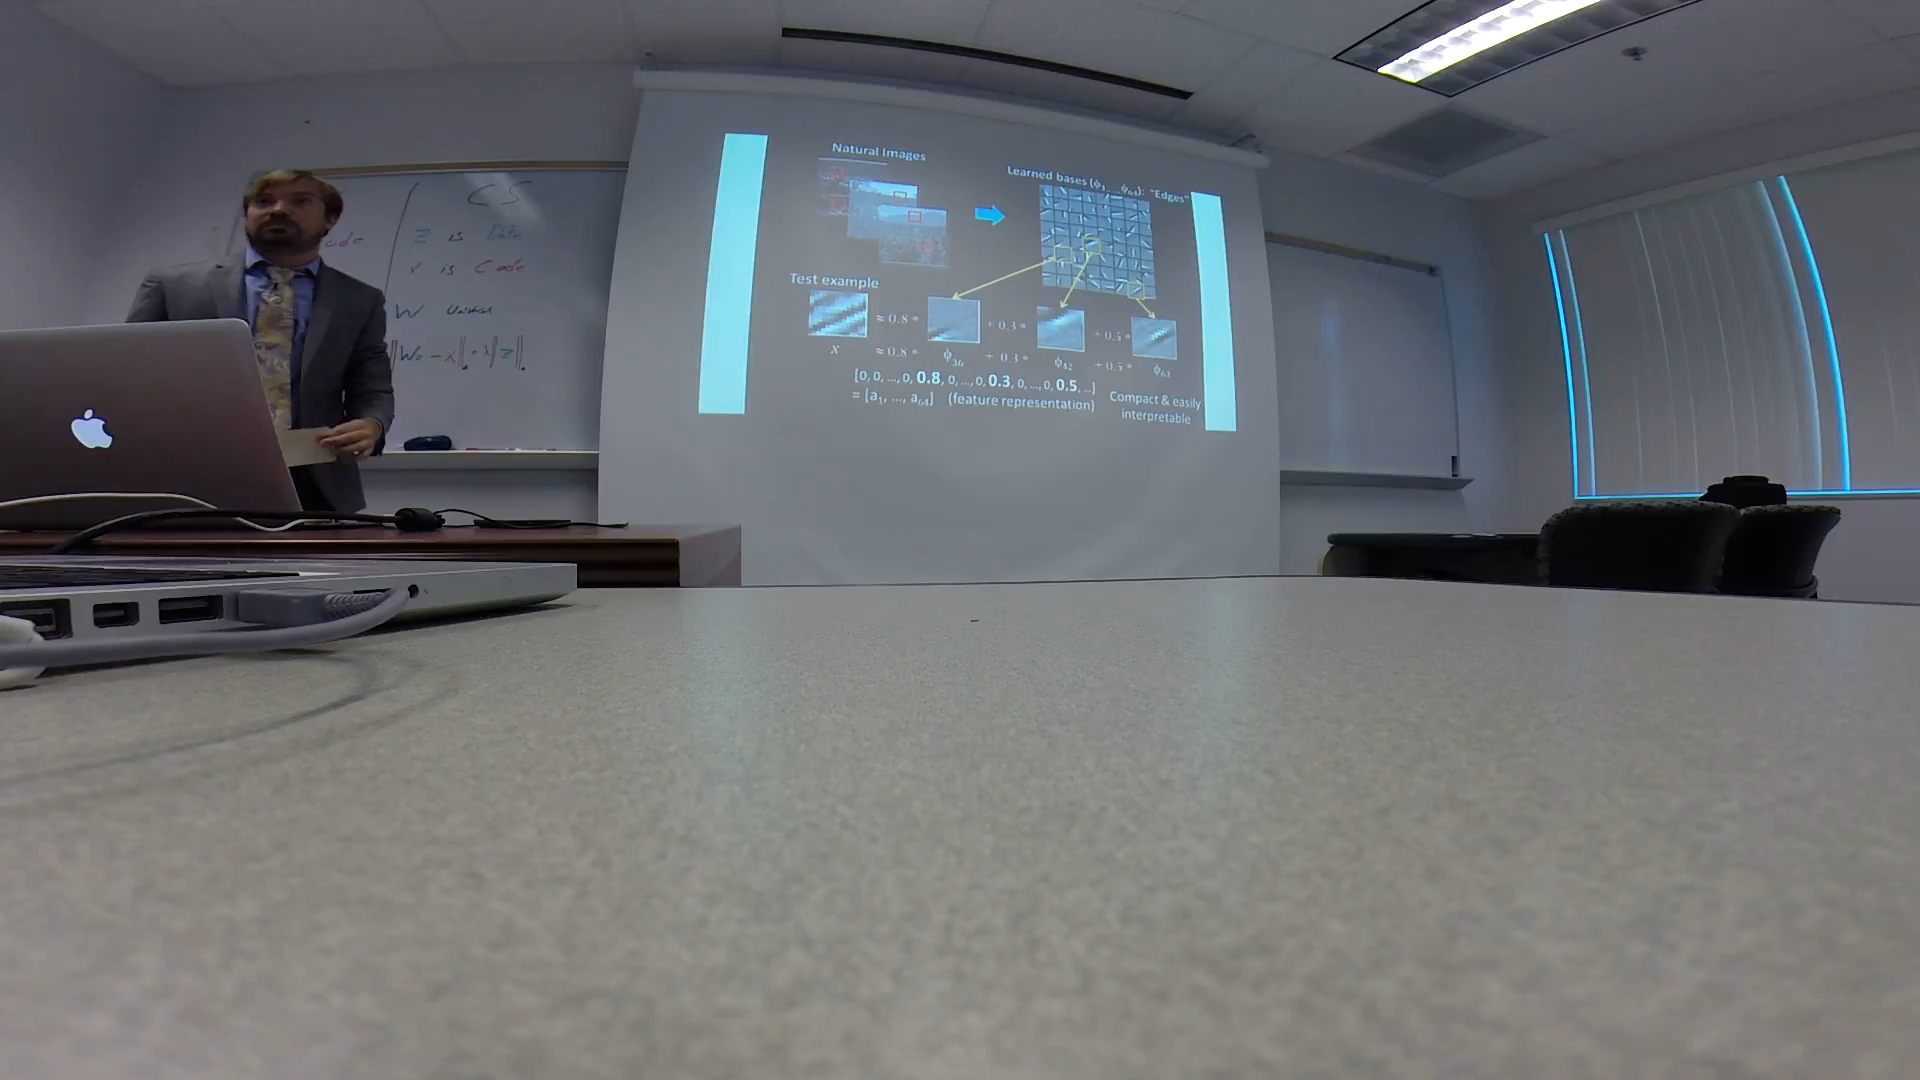 CS
Z is Data
Code
X is Code
W
||Wz - X|| + λ||Z||
Natural Images
Learned bases (ϕ1 ... ϕ64): "Edges"
Test example
≈ 0.8 * + 0.3 * + 0.5 *
x ≈ 0.8 * ϕ36 + 0.3 * ϕ42 + 0.5 * ϕ63
[0, 0, ..., 0, 0.8, 0, ..., 0, 0.3, 0, ..., 0, 0.5, ...]
= [a1, ..., a64] (feature representation)
Compact & easily
interpretable